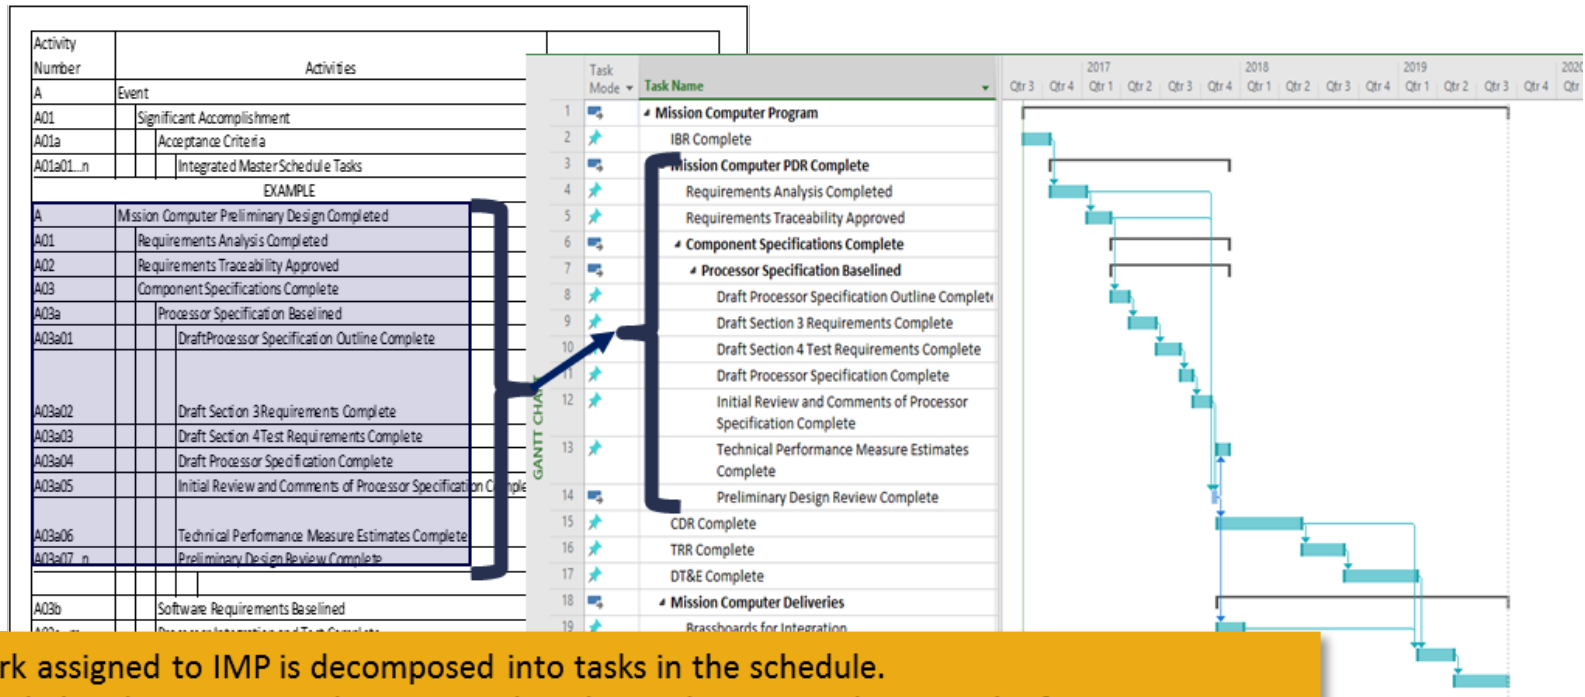 Activity
Number Activities
A Event
A01 Significant Accomplishment
A01a Acceptance Criteria
A01a01...n Integrated Master Schedule Tasks
EXAMPLE
A Mission Computer Preliminary Design Completed
A01 Requirements Analysis Completed
A02 Requirements Traceability Approved
A03 Component Specifications Complete
A03a Processor Specification Baselined
A03a01 DraftProcessor Specification Outline Complete
A03a02 Draft Section 3Requirements Complete
A03a03 Draft Section 4Test Requirements Complete
A03a04 Draft Processor Specification Complete
A03a05 Initial Review and Comments of Processor Specification
A03a06 Technical Performance Measure Estimates Complete
A03a07 n Preliminary Design Review Complete
A03b Software Requirements Baselined
GANTT CHART
Task
Mode Task Name
1 Mission Computer Program
2 IBR Complete
3 Mission Computer PDR Complete
4 Requirements Analysis Completed
5 Requirements Traceability Approved
6 Component Specifications Complete
7 Processor Specification Baselined
8 Draft Processor Specification Outline Complete
9 Draft Section 3 Requirements Complete
10 Draft Section 4 Test Requirements Complete
11 Draft Processor Specification Complete
12 Initial Review and Comments of Processor
Specification Complete
13 Technical Performance Measure Estimates
Complete
14 Preliminary Design Review Complete
15 CDR Complete
16 TRR Complete
17 DT&E Complete
18 Mission Computer Deliveries
19 Brassboards for Integration
2017 2018 2019 2020
Qtr 3 Qtr 4 Qtr 1 Qtr 2 Qtr 3 Qtr 4 Qtr 1 Qtr 2 Qtr 3 Qtr 4 Qtr 1 Qtr 2 Qtr 3 Qtr 4 Qtr
rk assigned to IMP is decomposed into tasks in the schedule.